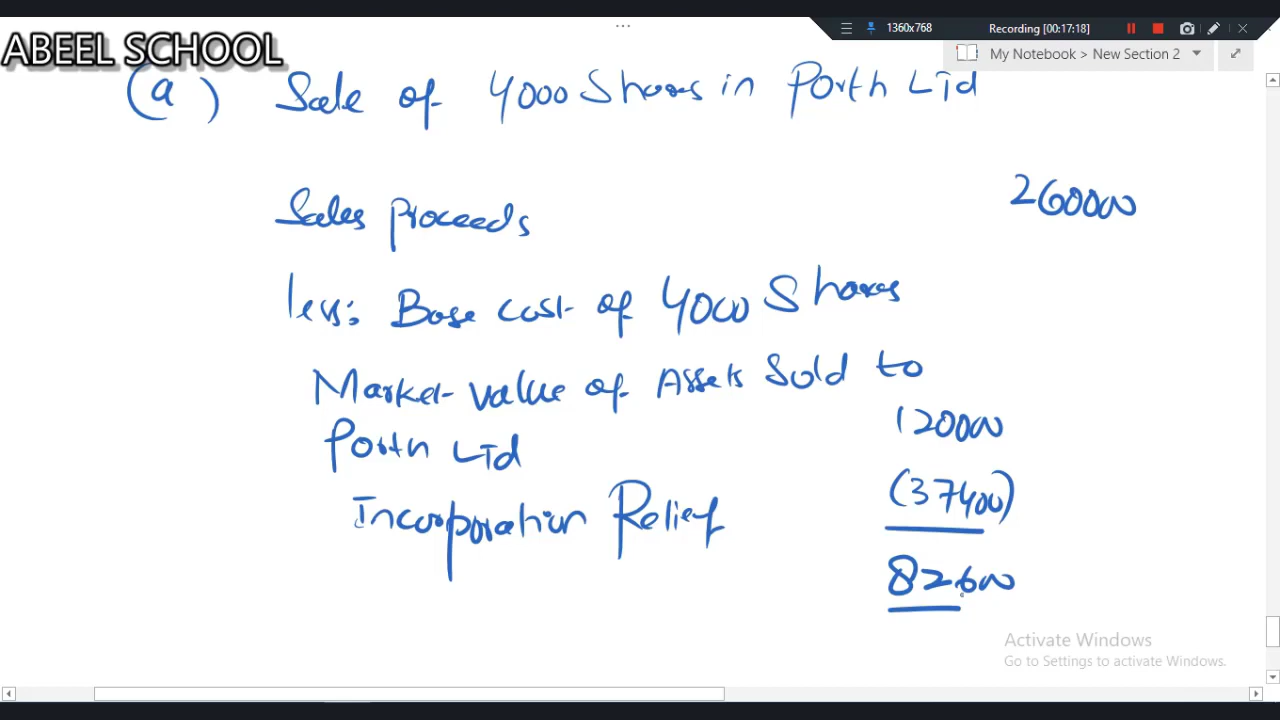 1360x768
Recording [00:17:18]
ABEEL SCHOOL
My Notebook > New Section 2
(a) Sale of 4000 Shares in Porth Ltd
Sales proceeds 260000
less: Base cost of 4000 Shares
Market value of Assets Sold to
Porth Ltd 120000
Incorporation Relief (37400)
82600
Activate Windows
Go to Settings to activate Windows.